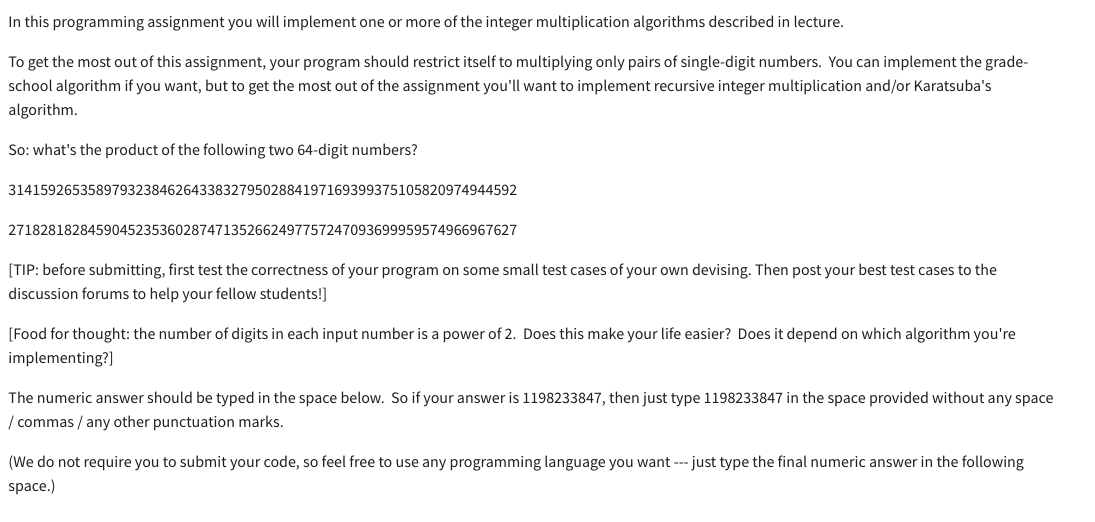 In this programming assignment you will implement one or more of the integer multiplication algorithms described in lecture.
To get the most out of this assignment, your program should restrict itself to multiplying only pairs of single-digit numbers.  You can implement the grade-
school algorithm if you want, but to get the most out of the assignment you'll want to implement recursive integer multiplication and/or Karatsuba's
algorithm.
So: what's the product of the following two 64-digit numbers?
3141592653589793238462643383279502884197169399375105820974944592
2718281828459045235360287471352662497757247093699959574966967627
[TIP: before submitting, first test the correctness of your program on some small test cases of your own devising. Then post your best test cases to the
discussion forums to help your fellow students!]
[Food for thought: the number of digits in each input number is a power of 2.  Does this make your life easier?  Does it depend on which algorithm you're
implementing?]
The numeric answer should be typed in the space below.  So if your answer is 1198233847, then just type 1198233847 in the space provided without any space
/ commas / any other punctuation marks.
(We do not require you to submit your code, so feel free to use any programming language you want --- just type the final numeric answer in the following
space.)